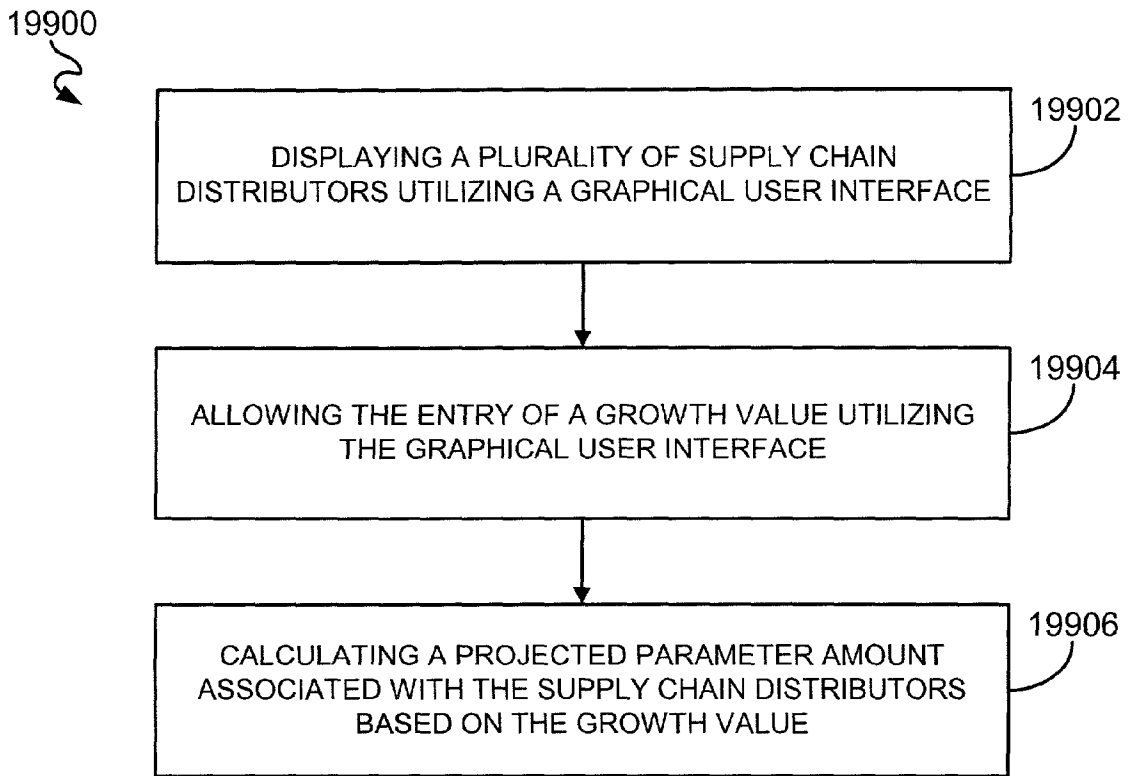 19900
19902
DISPLAYING A PLURALITY OF SUPPLY CHAIN
DISTRIBUTORS UTILIZING A GRAPHICAL USER INTERFACE
19904
ALLOWING THE ENTRY OF A GROWTH VALUE UTILIZING
THE GRAPHICAL USER INTERFACE
19906
CALCULATING A PROJECTED PARAMETER AMOUNT
ASSOCIATED WITH THE SUPPLY CHAIN DISTRIBUTORS
BASED ON THE GROWTH VALUE